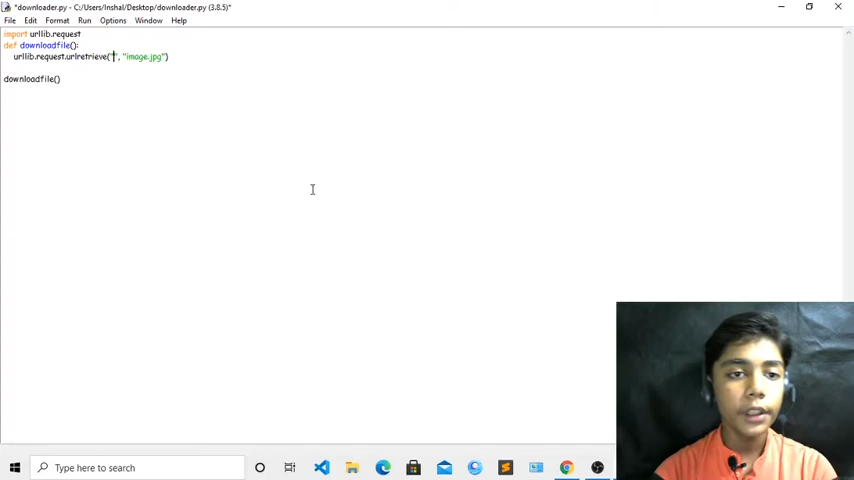 *downloader.py - C:/Users/Inshal/Desktop/downloader.py (3.8.5)*
File Edit Format Run Options Window Help
import urllib.request
def downloadfile():
urllib.request.urlretrieve("", "image.jpg")
downloadfile()
Type here to search